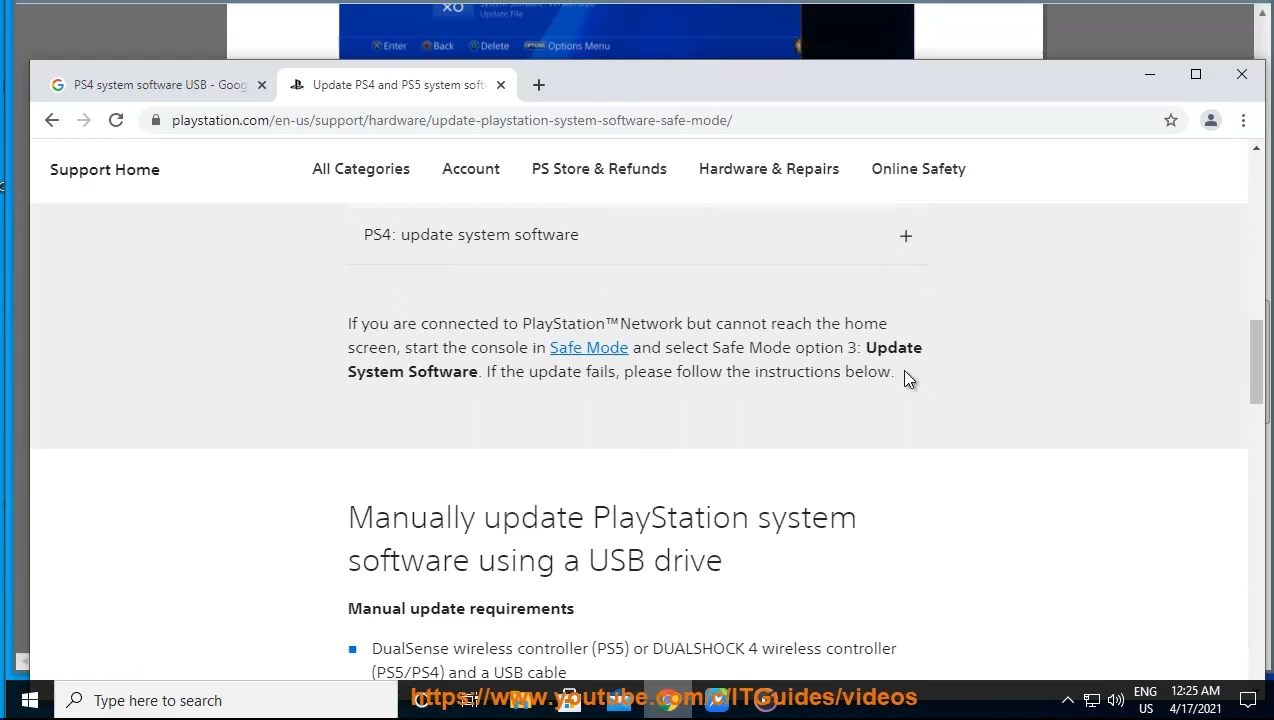 XO
Update File
Enter Back Delete OPTIONS Options Menu
PS4 system software USB - Goog
Update PS4 and PS5 system soft
playstation.com/en-us/support/hardware/update-playstation-system-software-safe-mode/
Support Home All Categories Account PS Store & Refunds Hardware & Repairs Online Safety
PS4: update system software
If you are connected to PlayStation™Network but cannot reach the home
screen, start the console in Safe Mode and select Safe Mode option 3: Update
System Software. If the update fails, please follow the instructions below.
Manually update PlayStation system
software using a USB drive
Manual update requirements
DualSense wireless controller (PS5) or DUALSHOCK 4 wireless controller
(PS5/PS4) and a USB cable
Type here to search
https://www.youtube.com/c/ITGuides/videos
ENG
US
12:25 AM
4/17/2021